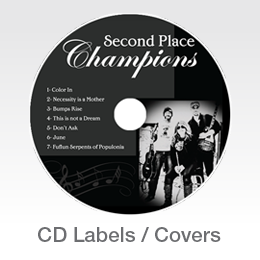 Second Place
Champions
1- Color In
2- Necessity is a Mother
3- Bumps Rise
4- This is not a Dream
5- Don't Ask
6- June
7- Fuffun Serpents of Populonia
CD Labels / Covers